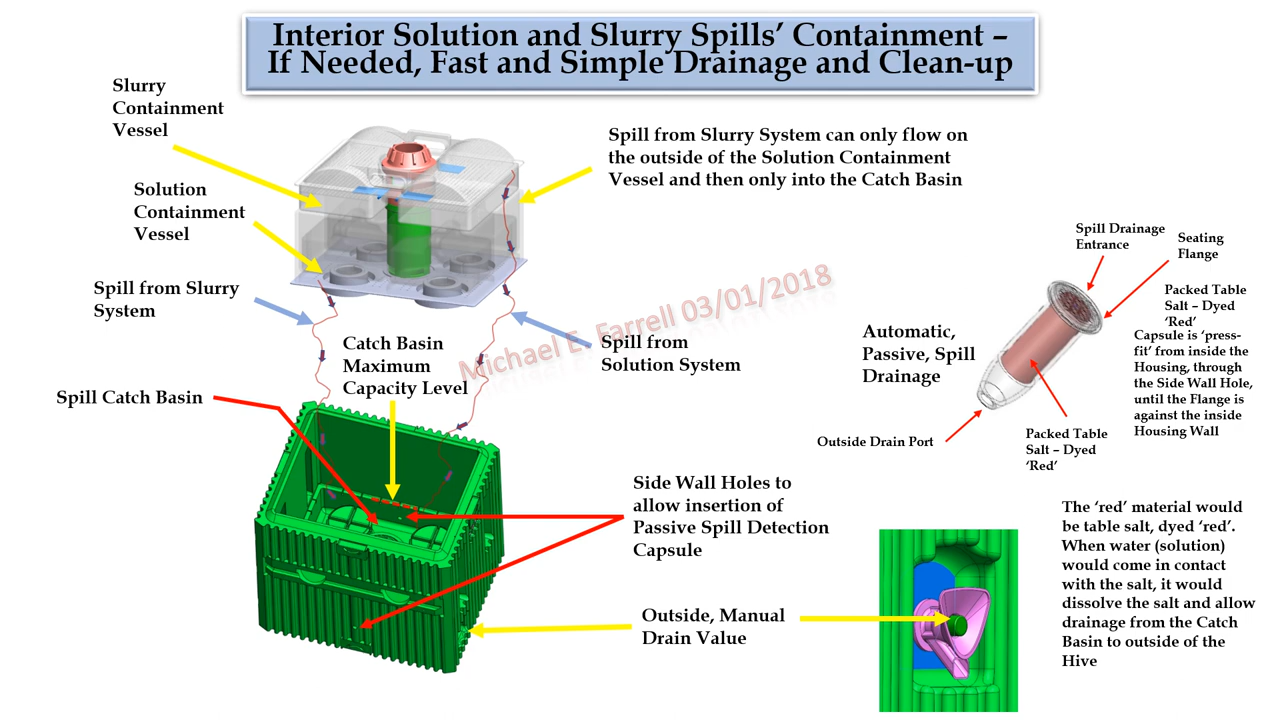 Interior Solution and Slurry Spills’ Containment –
If Needed, Fast and Simple Drainage and Clean-up
Slurry
Containment
Vessel
Spill from Slurry System can only flow on
the outside of the Solution Containment
Vessel and then only into the Catch Basin
Solution
Containment
Vessel
Spill from Slurry
System
Michael E. Farrell 03/01/2018
Spill from
Solution System
Catch Basin
Maximum
Capacity Level
Spill Catch Basin
Side Wall Holes to
allow insertion of
Passive Spill Detection
Capsule
Outside, Manual
Drain Value
Spill Drainage
Entrance
Seating
Flange
Packed Table
Salt – Dyed
‘Red’
Capsule is ‘press-
fit’ from inside the
Housing, through
the Side Wall Hole,
until the Flange is
against the inside
Housing Wall
Automatic,
Passive, Spill
Drainage
Outside Drain Port
Packed Table
Salt – Dyed
‘Red’
The ‘red’ material would
be table salt, dyed ‘red’.
When water (solution)
would come in contact
with the salt, it would
dissolve the salt and allow
drainage from the Catch
Basin to outside of the
Hive